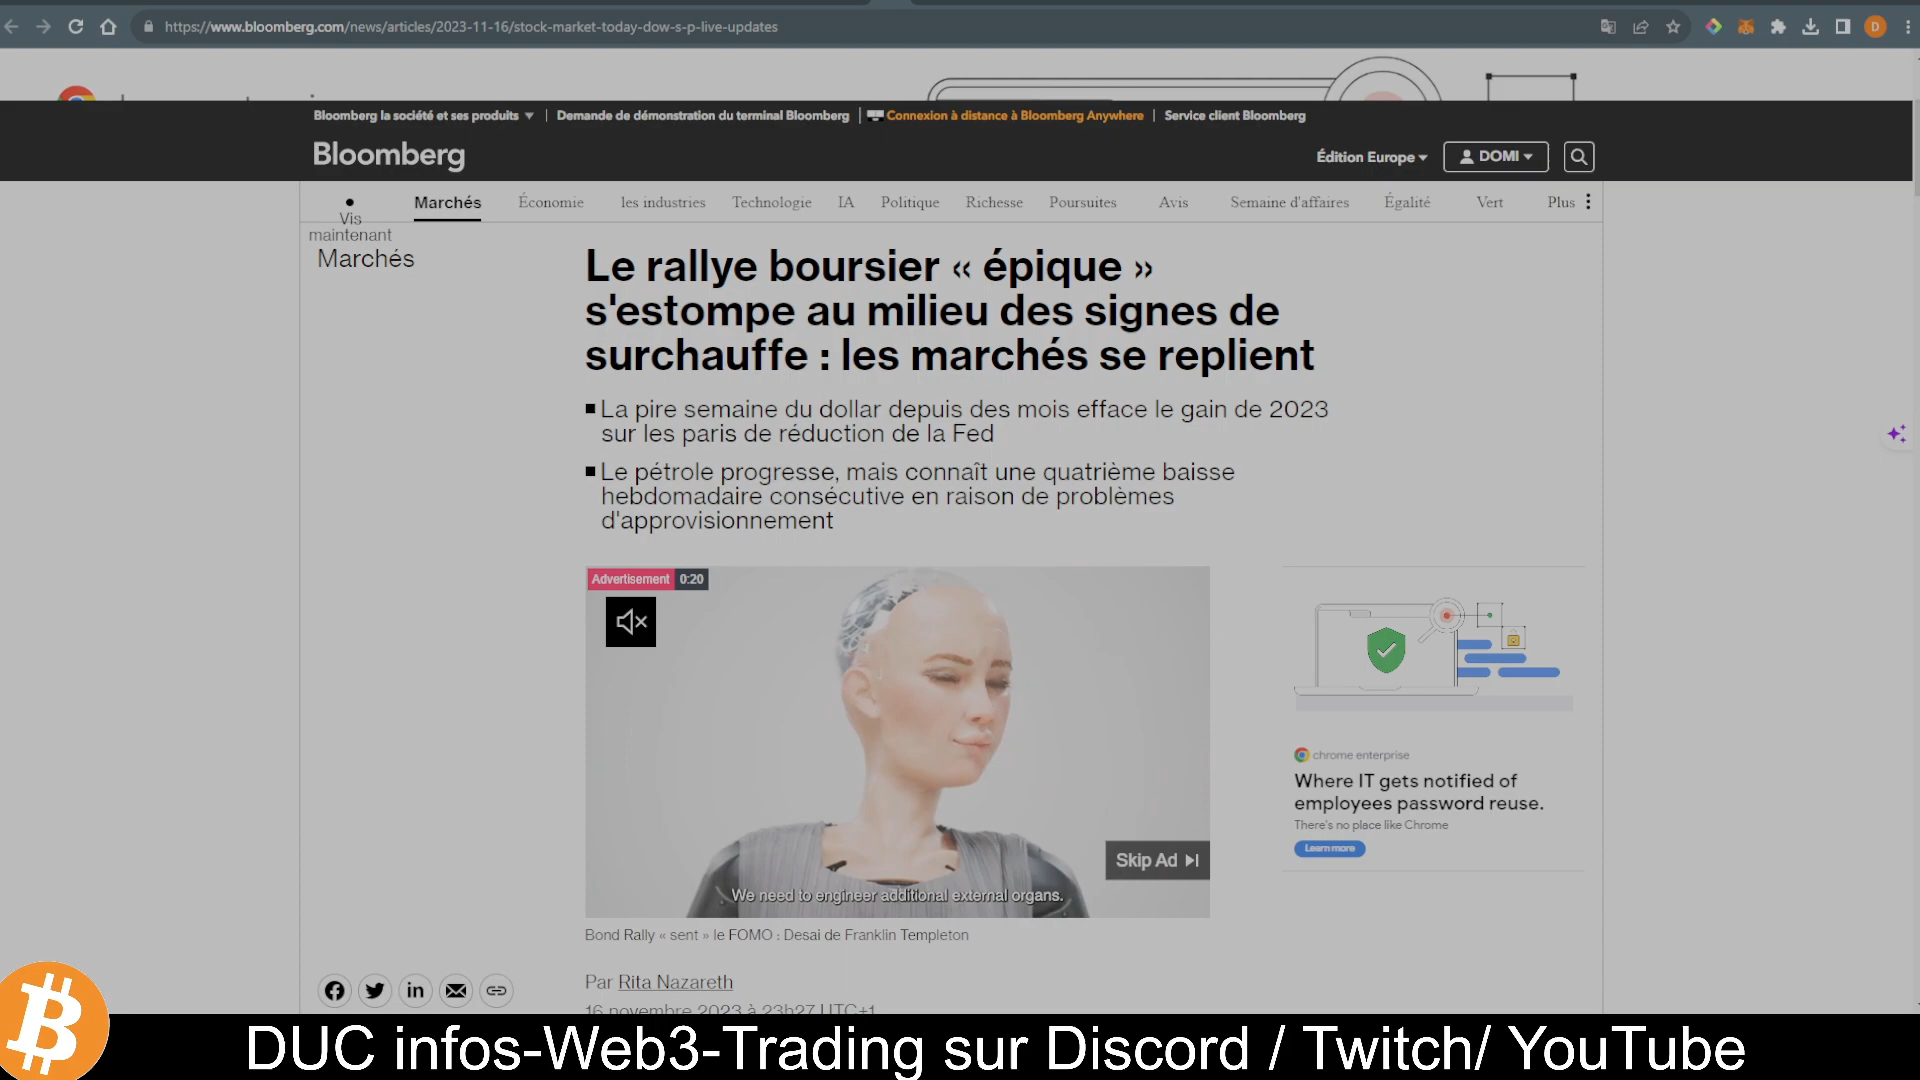 https://www.bloomberg.com/news/articles/2023-11-16/stock-market-today-dow-s-p-live-updates
D
Bloomberg la société et ses produits
Demande de démonstration du terminal Bloomberg
Connexion à distance à Bloomberg Anywhere
Service client Bloomberg
Bloomberg
Édition Europe
DOMI
Vis
maintenant
Marchés
Économie
les industries
Technologie
IA
Politique
Richesse
Poursuites
Avis
Semaine d'affaires
Égalité
Vert
Plus
Marchés
Le rallye boursier « épique »
s'estompe au milieu des signes de
surchauffe : les marchés se replient
La pire semaine du dollar depuis des mois efface le gain de 2023
sur les paris de réduction de la Fed
Le pétrole progresse, mais connaît une quatrième baisse
hebdomadaire consécutive en raison de problèmes
d'approvisionnement
Advertisement 0:20
Skip Ad
We need to engineer additional external organs.
Bond Rally « sent » le FOMO : Desai de Franklin Templeton
chrome enterprise
Where IT gets notified of
employees password reuse.
There's no place like Chrome
Learn more
Par Rita Nazareth
16 novembre 2023 à 23h27 UTC+1
DUC infos-Web3-Trading sur Discord / Twitch/ YouTube